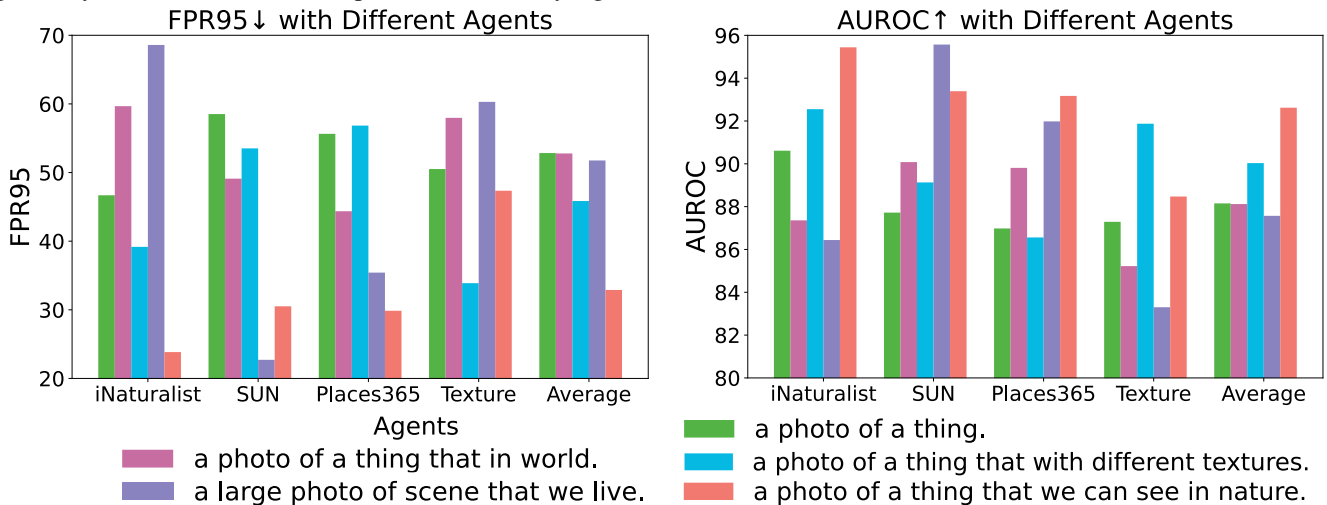 FPR95↓ with Different Agents
70
60
50
40
30
20
FPR95
iNaturalist SUN Places365 Texture Average
Agents
AUROC↑ with Different Agents
96
94
92
90
88
86
84
82
80
AUROC
iNaturalist SUN Places365 Texture Average
a photo of a thing that in world.
a large photo of scene that we live.
a photo of a thing.
a photo of a thing that with different textures.
a photo of a thing that we can see in nature.